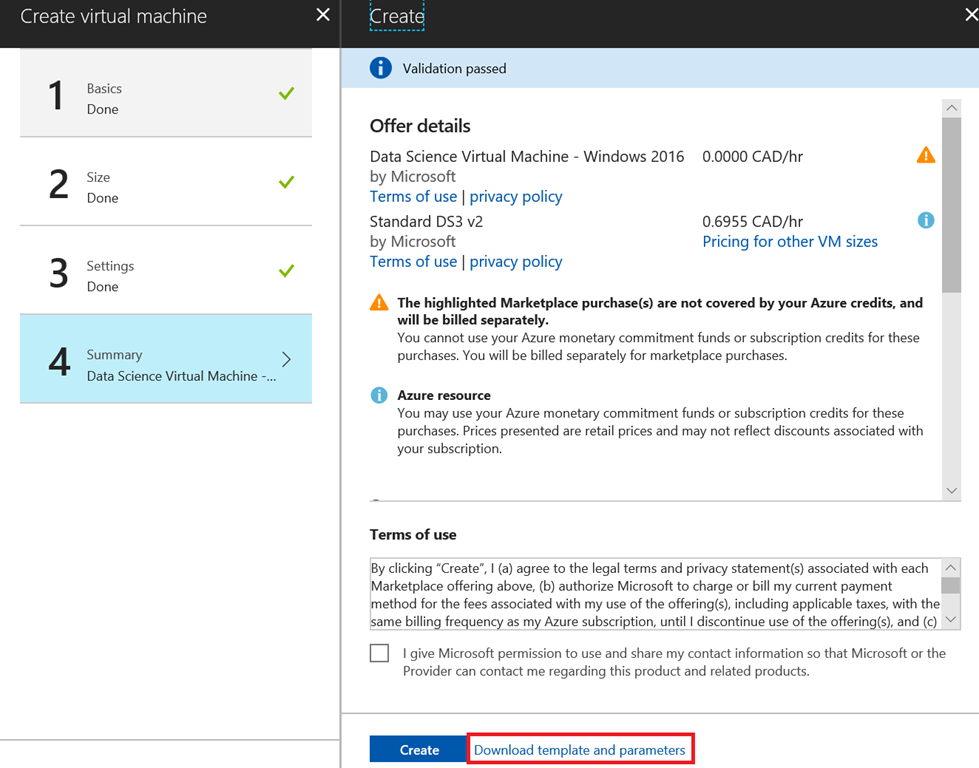 Create virtual machine
1
Basics
Done
2
Size
Done
3
Settings
Done
4
Summary
Data Science Virtual Machine -...
Create
Validation passed
Offer details
Data Science Virtual Machine - Windows 2016 0.0000 CAD/hr
by Microsoft
Terms of use | privacy policy
Standard DS3 v2 0.6955 CAD/hr
by Microsoft Pricing for other VM sizes
Terms of use | privacy policy
The highlighted Marketplace purchase(s) are not covered by your Azure credits, and
will be billed separately.
You cannot use your Azure monetary commitment funds or subscription credits for these
purchases. You will be billed separately for marketplace purchases.
Azure resource
You may use your Azure monetary commitment funds or subscription credits for these
purchases. Prices presented are retail prices and may not reflect discounts associated with
your subscription.
Terms of use
By clicking “Create”, I (a) agree to the legal terms and privacy statement(s) associated with each
Marketplace offering above, (b) authorize Microsoft to charge or bill my current payment
method for the fees associated with my use of the offering(s), including applicable taxes, with the
same billing frequency as my Azure subscription, until I discontinue use of the offering(s), and (c)
I give Microsoft permission to use and share my contact information so that Microsoft or the
Provider can contact me regarding this product and related products.
Create Download template and parameters